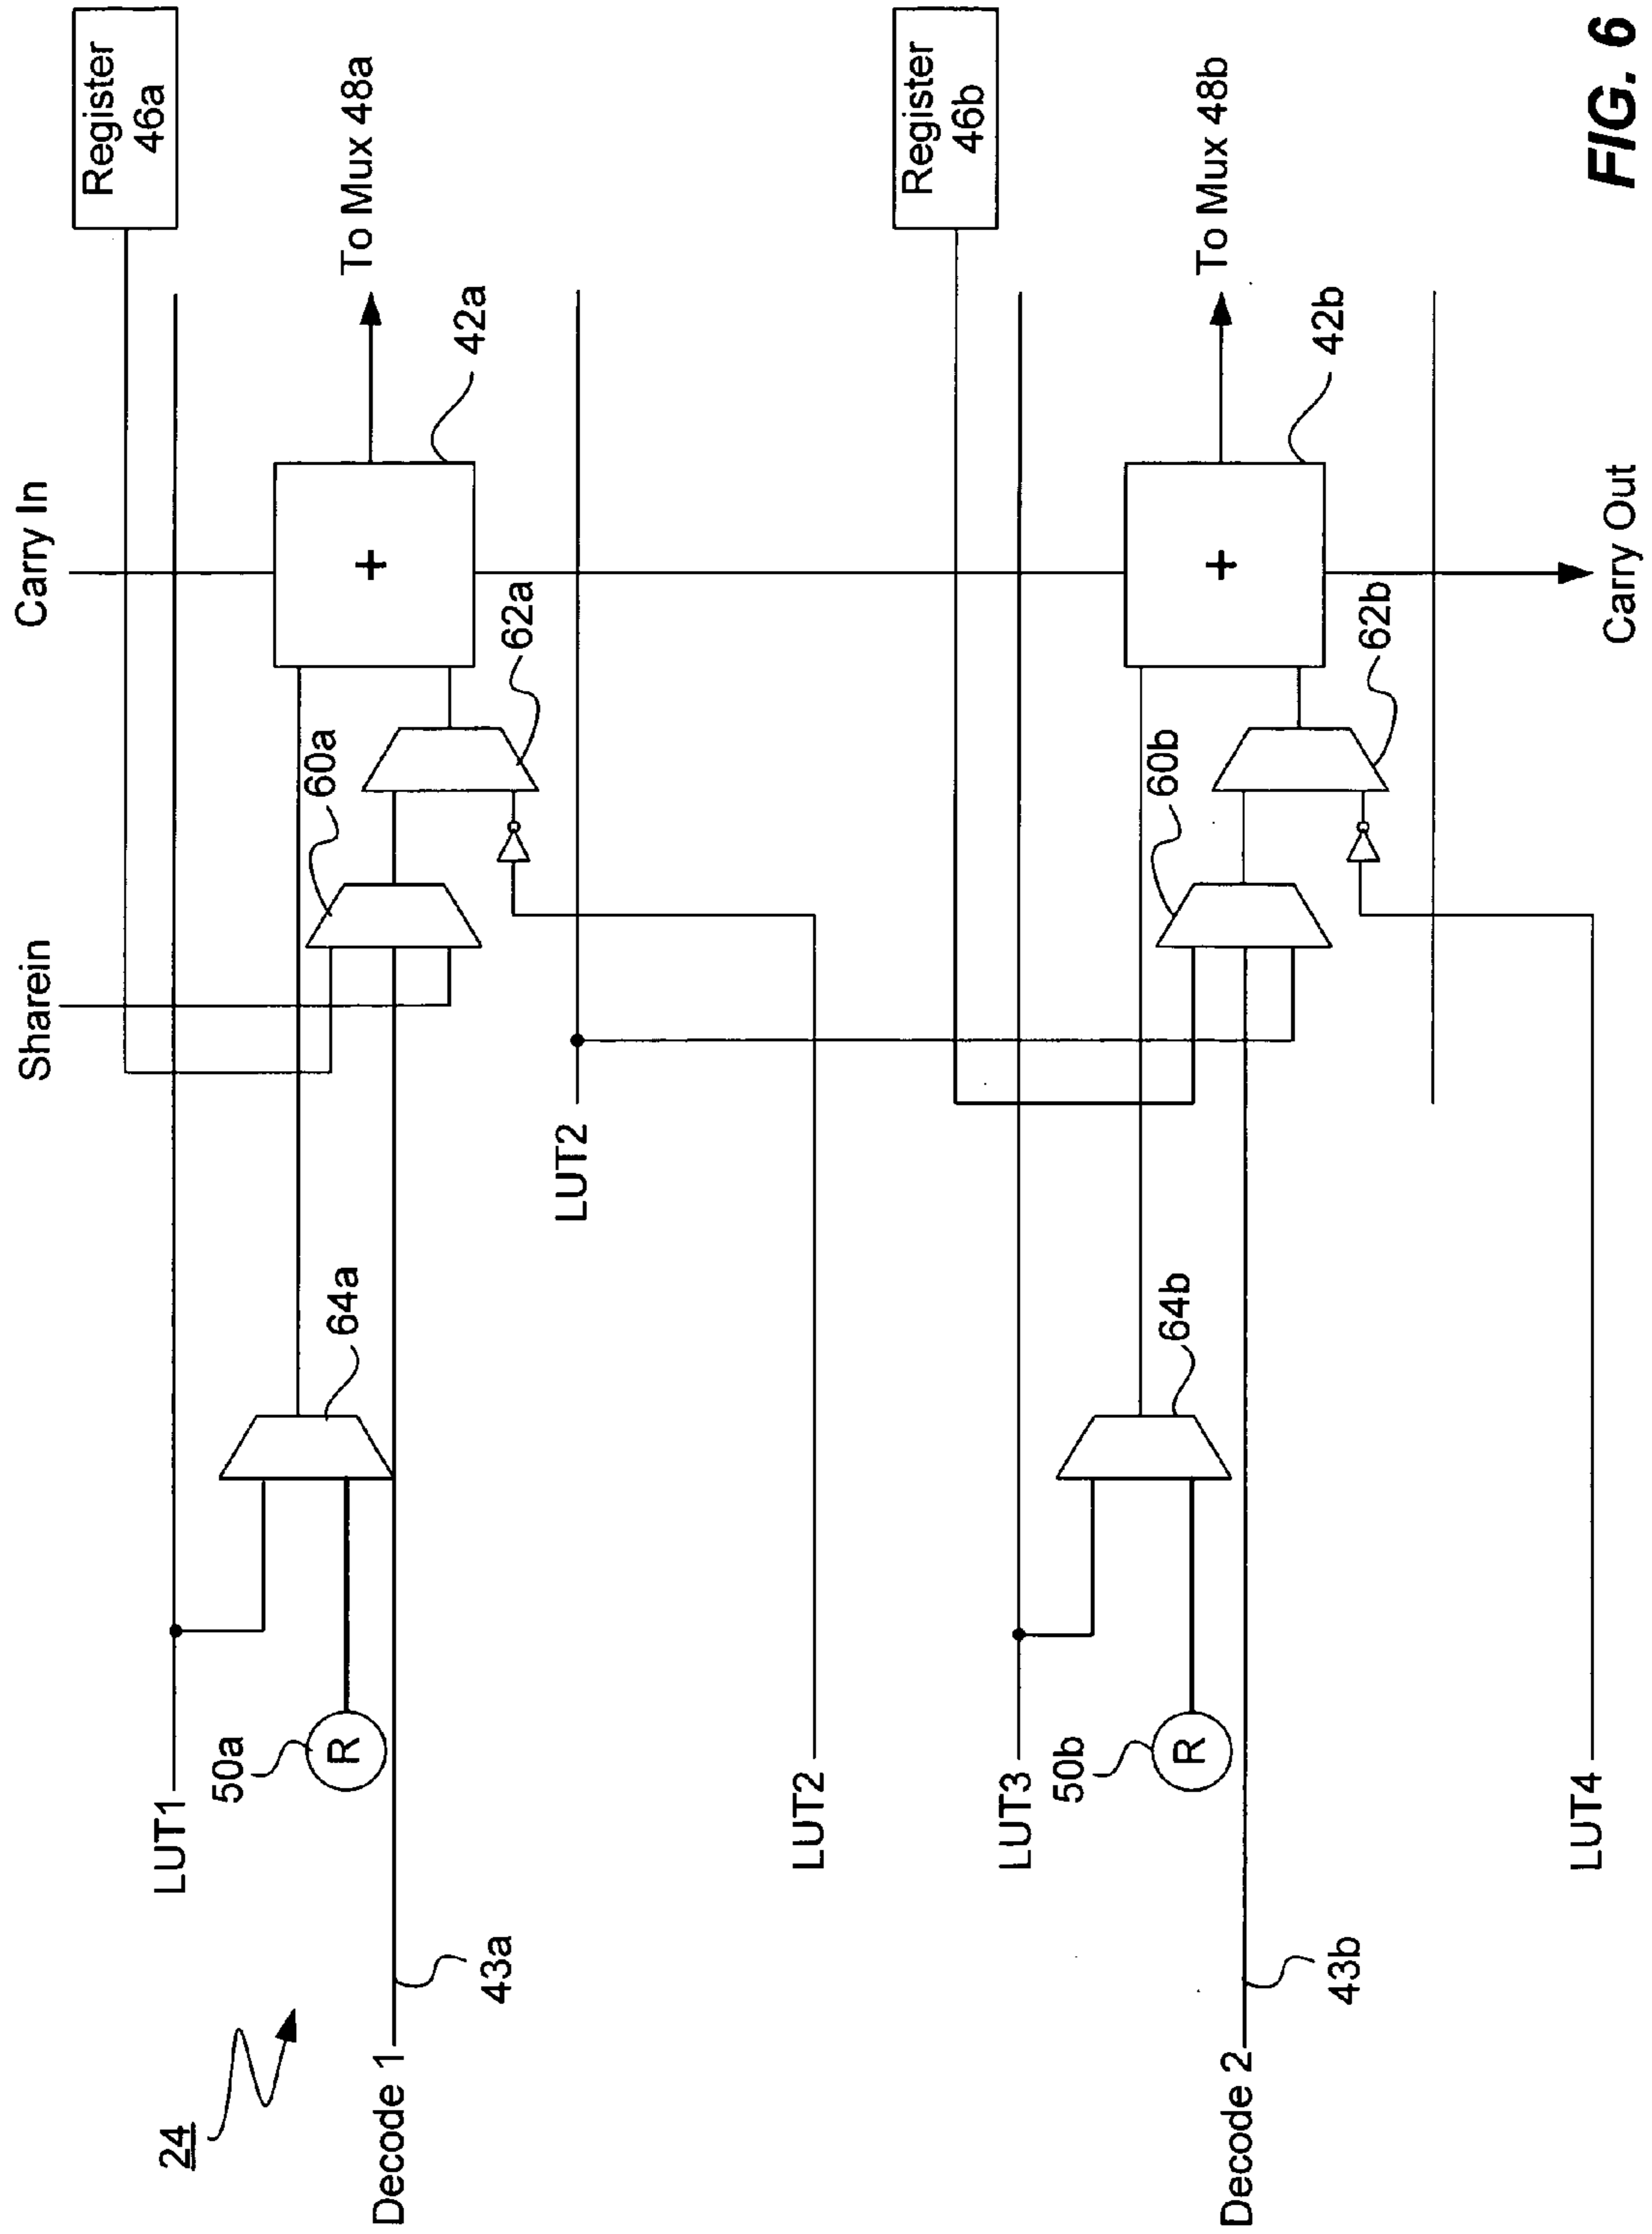 Register
46a
Carry In
Sharein
To Mux 48a
42a
62a
60a
64a
LUT1
50a
R
43a
24
Decode 1
LUT2
LUT2
Register
46b
To Mux 48b
42b
62b
60b
64b
LUT3
50b
R
43b
Decode 2
LUT4
Carry Out
+
+
FIG. 6